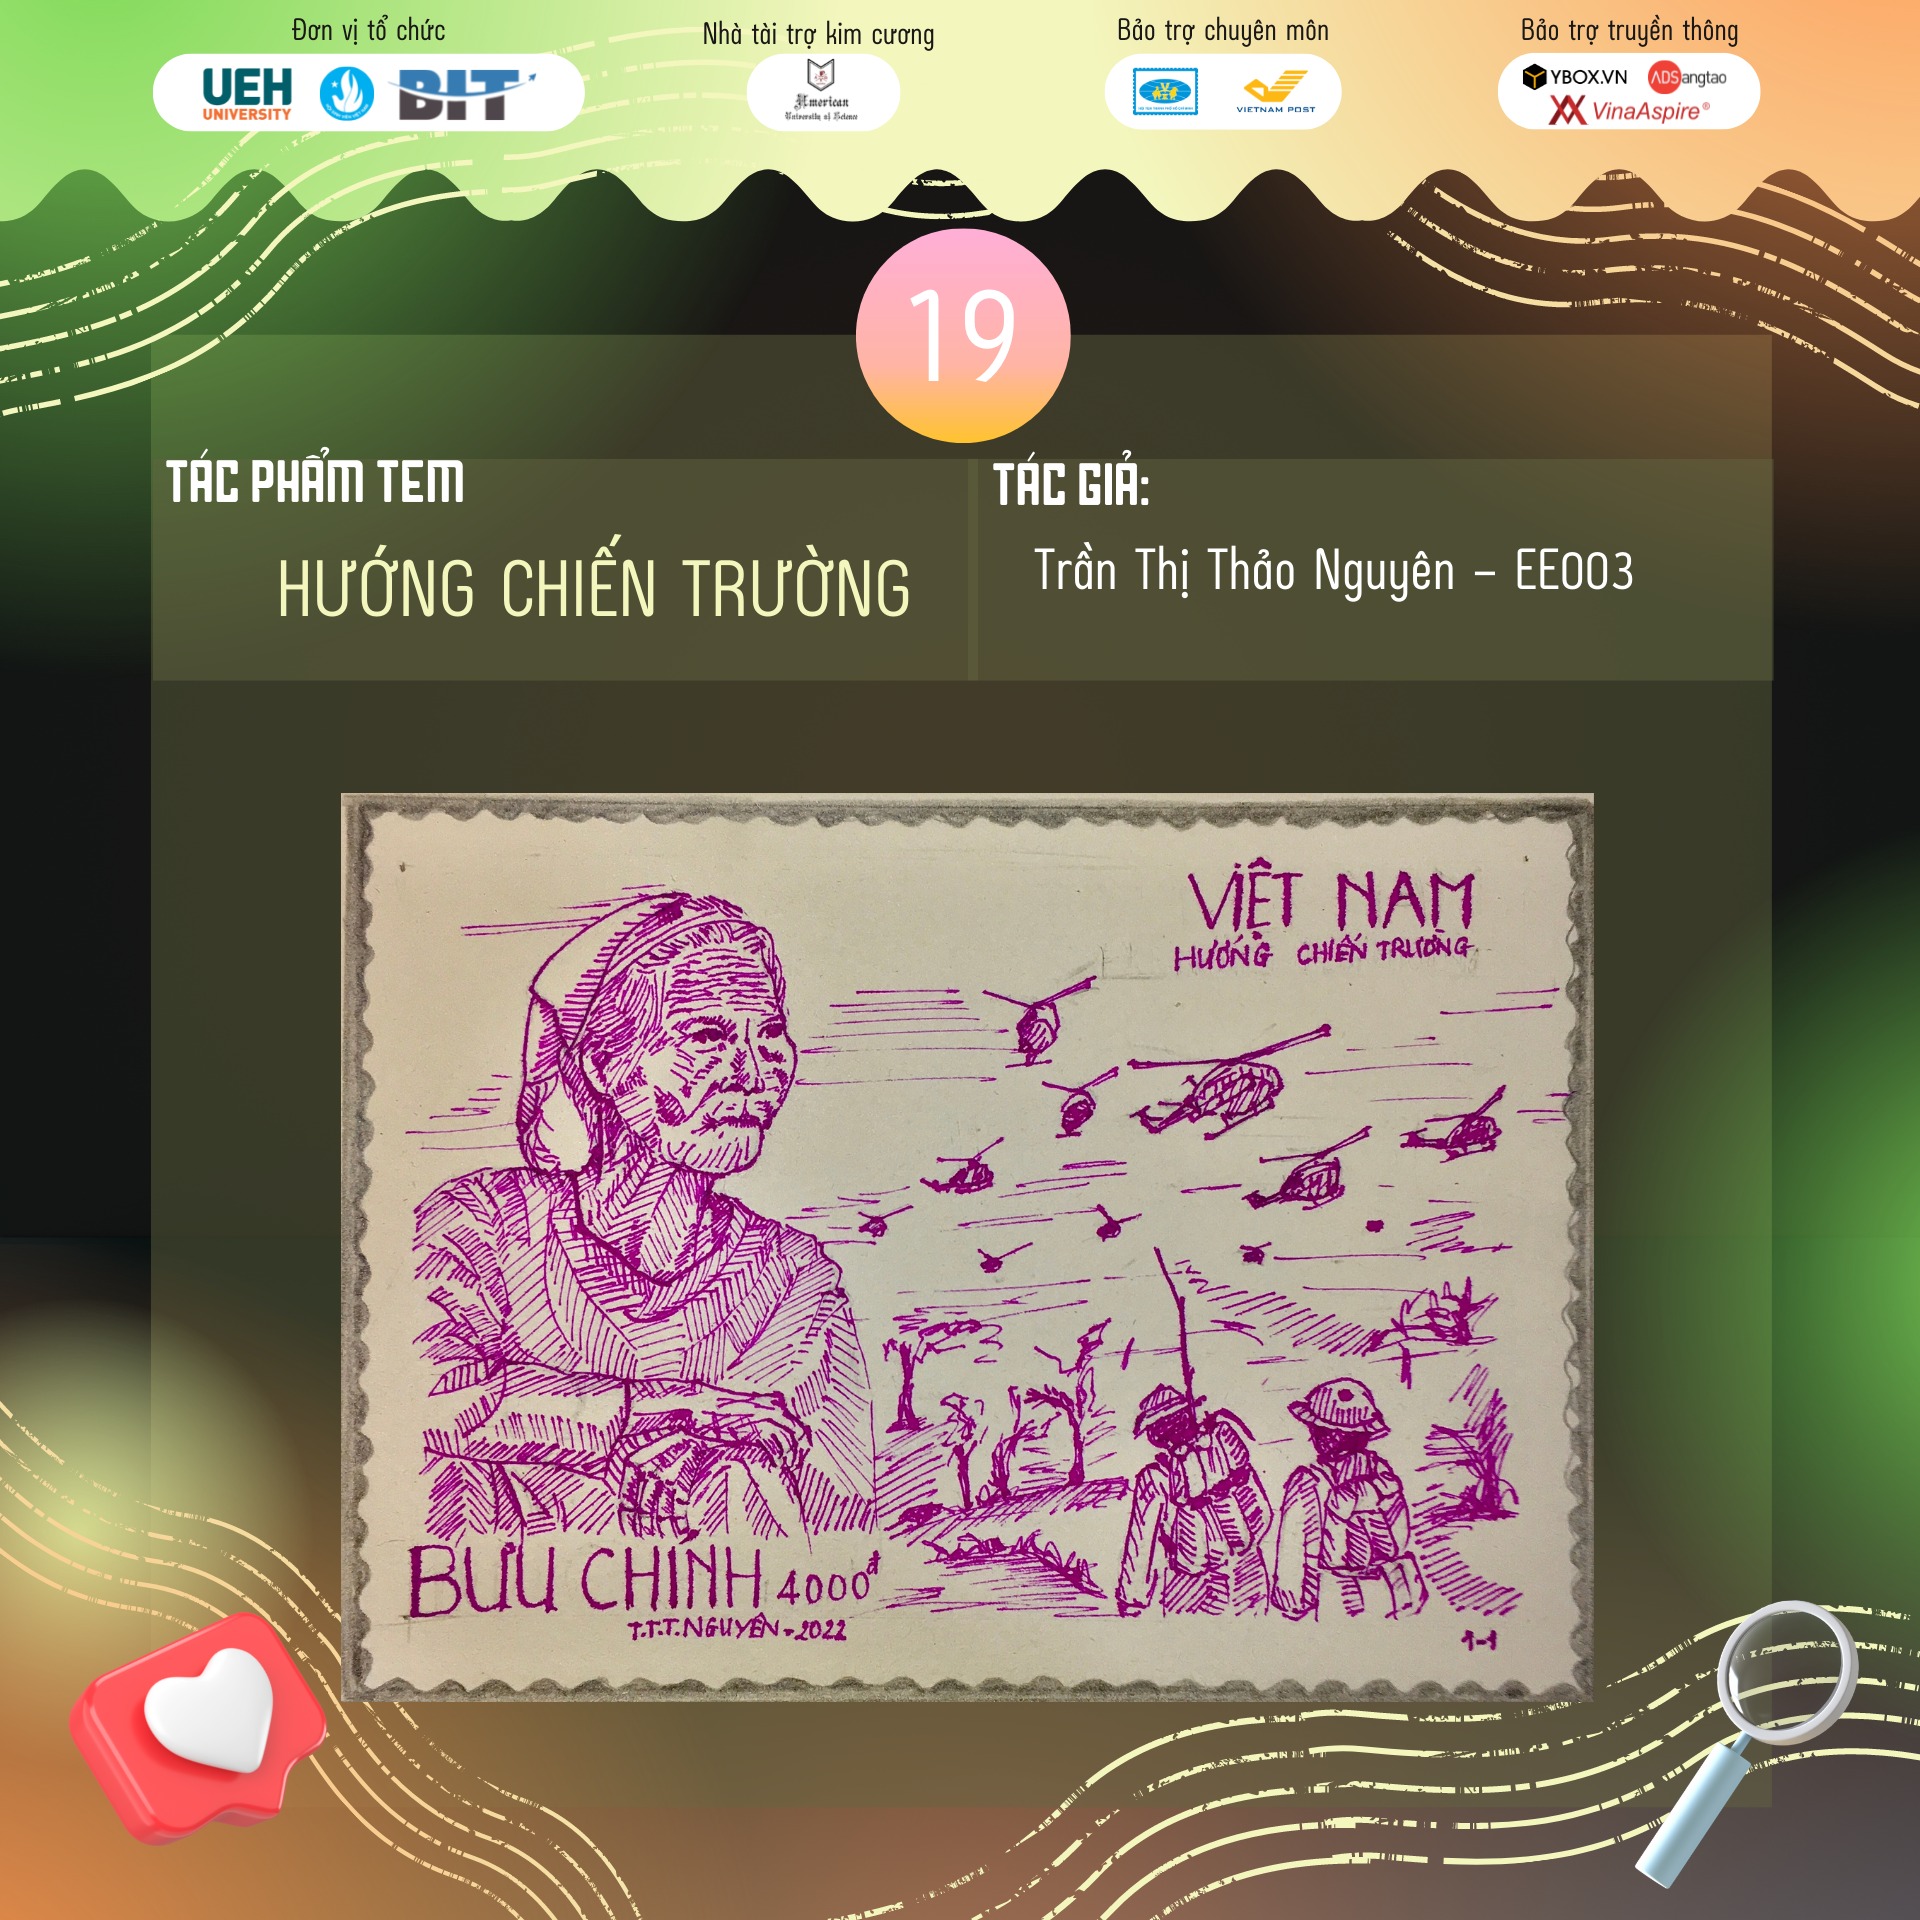 Đơn vị tổ chức
Nhà tài trợ kim cương
Bảo trợ chuyên môn
Bảo trợ truyền thông
UEH
UNIVERSITY
BIT
American
University of Science
VIETNAM POST
YBOX.VN
ADSangtao
VinaAspire®
19
TÁC PHẨM TEM
HƯỚNG CHIẾN TRƯỜNG
TÁC GIẢ:
Trần Thị Thảo Nguyên – EE003
VIỆT NAM
HƯỚNG CHIẾN TRƯỜNG
BƯU CHÍNH 4000đ
T.T.T.NGUYÊN-2022
1-1